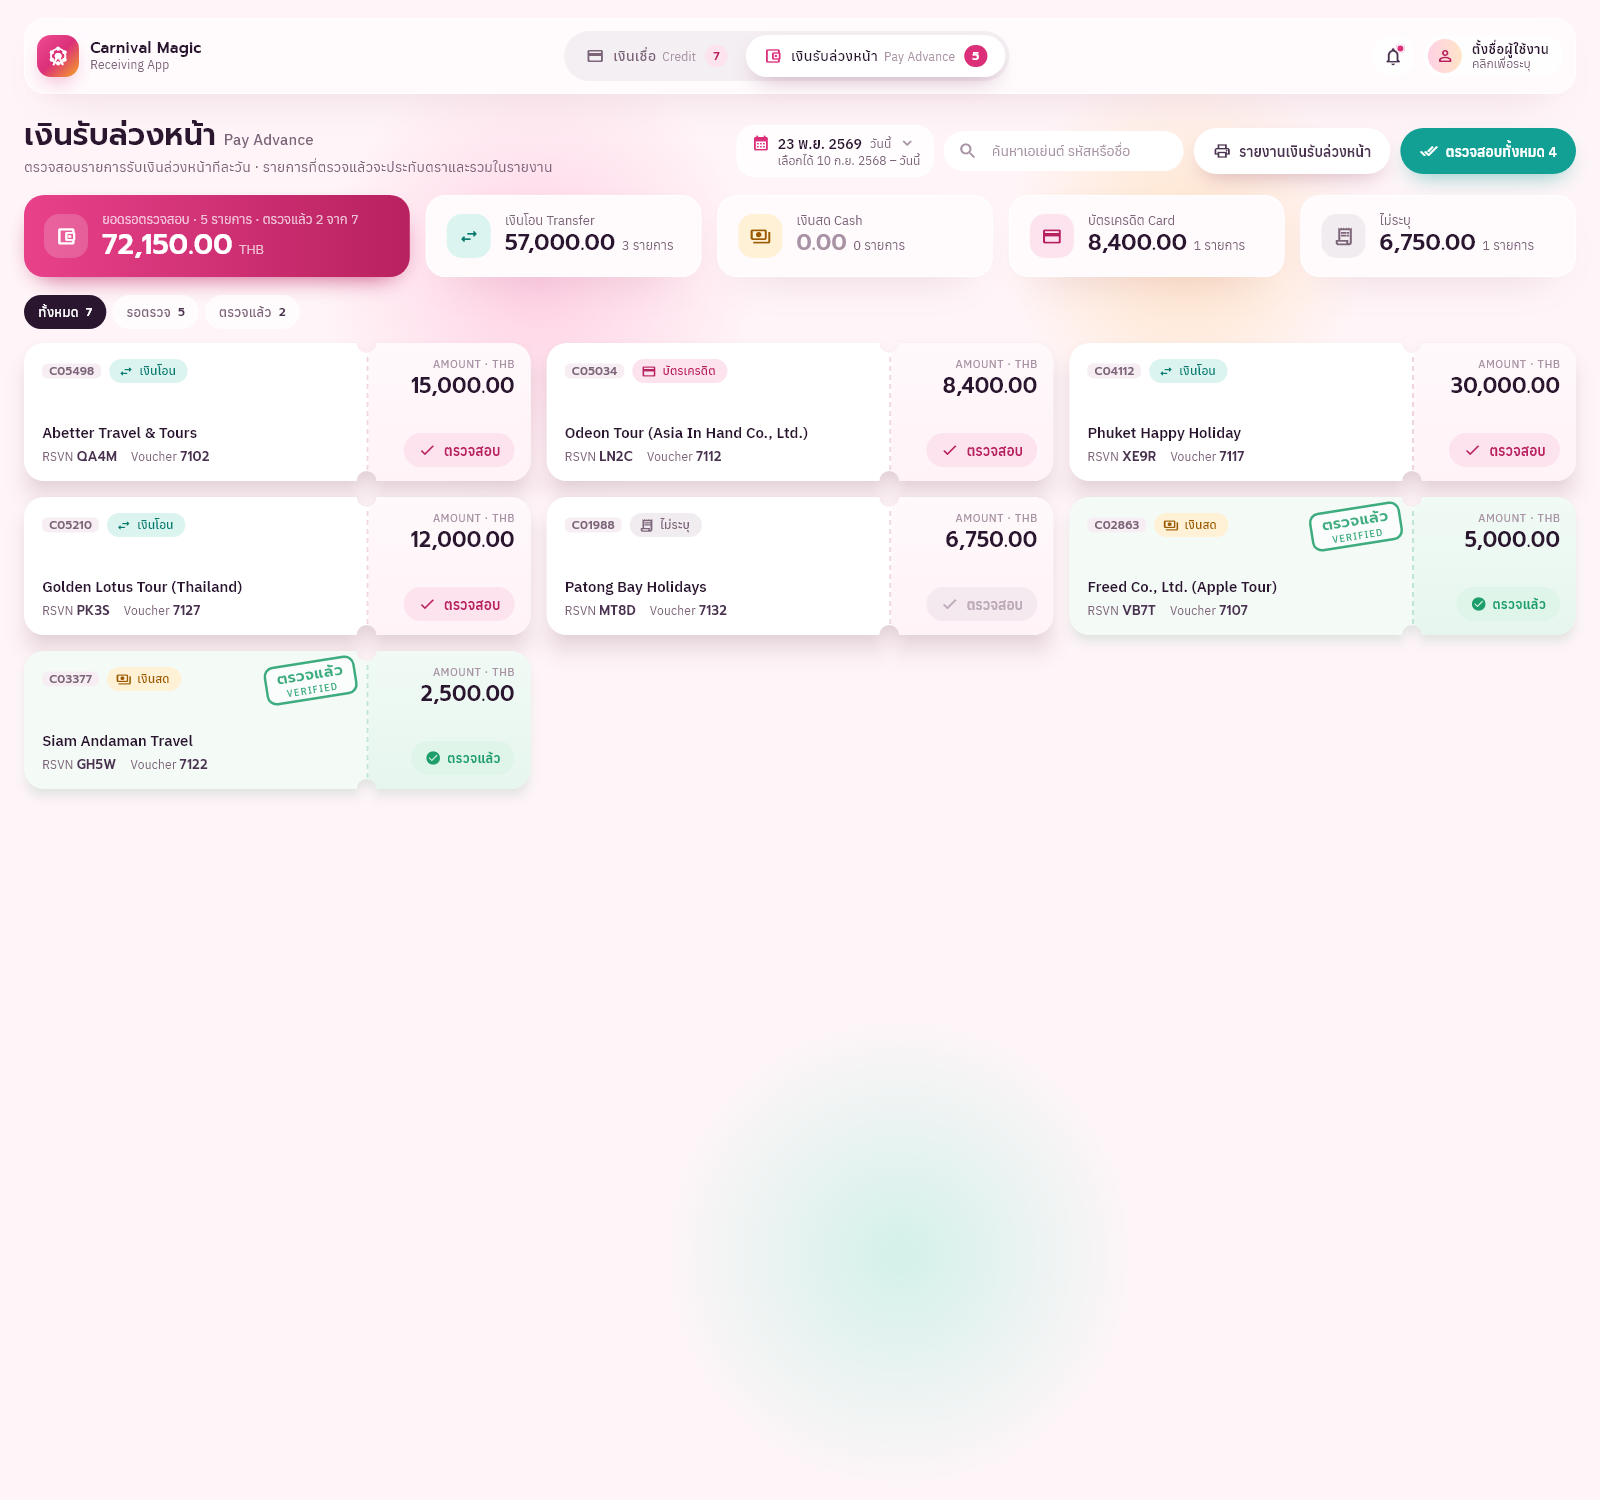 Carnival Magic
Receiving App
เงินเชื่อ Credit 7
เงินรับล่วงหน้า Pay Advance 5
ตั้งชื่อผู้ใช้งาน
คลิกเพื่อระบุ
เงินรับล่วงหน้า Pay Advance
ตรวจสอบรายการรับเงินล่วงหน้าทีละวัน · รายการที่ตรวจแล้วจะประทับตราและรวมในรายงาน
23 พ.ย. 2569 วันนี้
เลือกได้ 10 ก.ย. 2568 – วันนี้
ค้นหาเอเย่นต์ รหัสหรือชื่อ
รายงานเงินรับล่วงหน้า
ตรวจสอบทั้งหมด 4
ยอดรอตรวจสอบ · 5 รายการ · ตรวจแล้ว 2 จาก 7
72,150.00 THB
เงินโอน Transfer
57,000.00 3 รายการ
เงินสด Cash
0.00 0 รายการ
บัตรเครดิต Card
8,400.00 1 รายการ
ไม่ระบุ
6,750.00 1 รายการ
ทั้งหมด 7
รอตรวจ 5
ตรวจแล้ว 2
C05498 เงินโอน
AMOUNT · THB
15,000.00
Abetter Travel & Tours
RSVN QA4M Voucher 7102
ตรวจสอบ
C05034 บัตรเครดิต
AMOUNT · THB
8,400.00
Odeon Tour (Asia In Hand Co., Ltd.)
RSVN LN2C Voucher 7112
ตรวจสอบ
C04112 เงินโอน
AMOUNT · THB
30,000.00
Phuket Happy Holiday
RSVN XE9R Voucher 7117
ตรวจสอบ
C05210 เงินโอน
AMOUNT · THB
12,000.00
Golden Lotus Tour (Thailand)
RSVN PK3S Voucher 7127
ตรวจสอบ
C01988 ไม่ระบุ
AMOUNT · THB
6,750.00
Patong Bay Holidays
RSVN MT8D Voucher 7132
ตรวจสอบ
C02863 เงินสด
ตรวจแล้ว
VERIFIED
AMOUNT · THB
5,000.00
Freed Co., Ltd. (Apple Tour)
RSVN VB7T Voucher 7107
ตรวจแล้ว
C03377 เงินสด
ตรวจแล้ว
VERIFIED
AMOUNT · THB
2,500.00
Siam Andaman Travel
RSVN GH5W Voucher 7122
ตรวจแล้ว